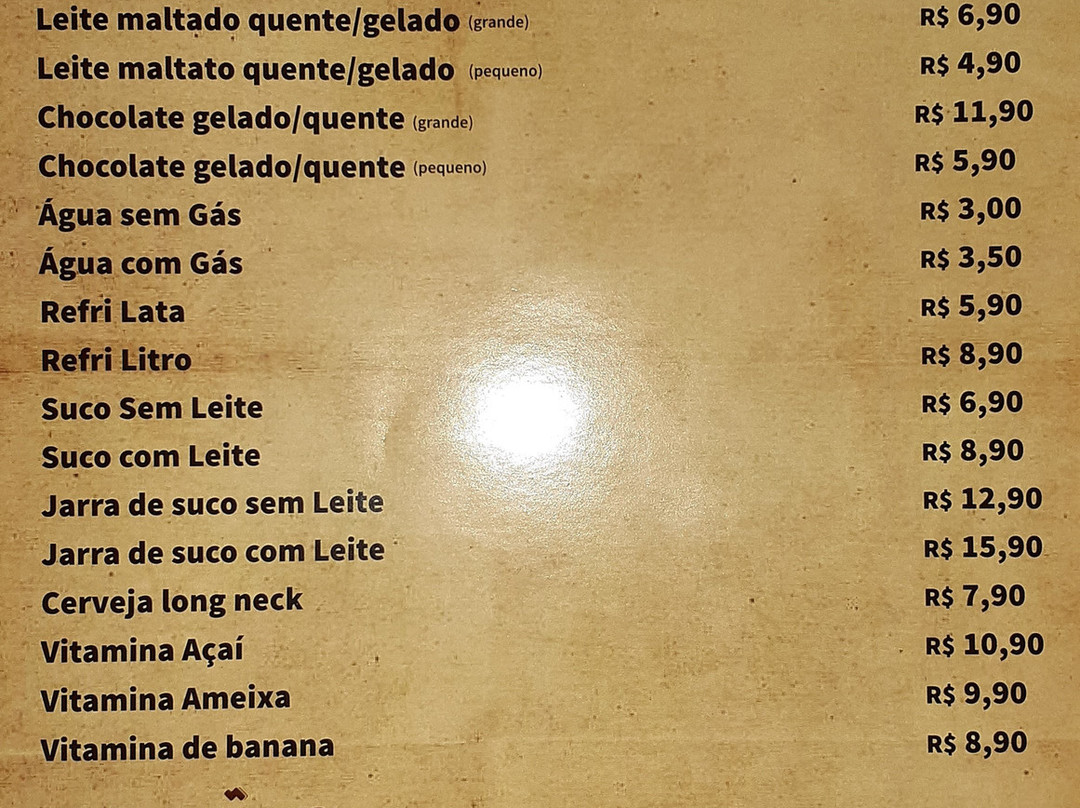 Leite maltado quente/gelado (grande) R$ 6,90
Leite maltato quente/gelado (pequeno) R$ 4,90
Chocolate gelado/quente (grande) R$ 11,90
Chocolate gelado/quente (pequeno) R$ 5,90
Água sem Gás R$ 3,00
Água com Gás R$ 3,50
Refri Lata R$ 5,90
Refri Litro R$ 8,90
Suco Sem Leite R$ 6,90
Suco com Leite R$ 8,90
Jarra de suco sem Leite R$ 12,90
Jarra de suco com Leite R$ 15,90
Cerveja long neck R$ 7,90
Vitamina Açaí R$ 10,90
Vitamina Ameixa R$ 9,90
Vitamina de banana R$ 8,90